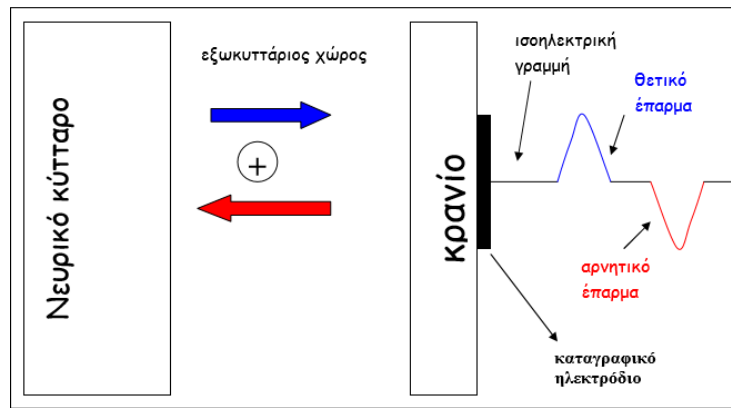 Νευρικό κύτταρο
εξωκυττάριος χώρος
+
κρανίο
ισοηλεκτρική
γραμμή
θετικό
έπαρμα
αρνητικό
έπαρμα
καταγραφικό
ηλεκτρόδιο